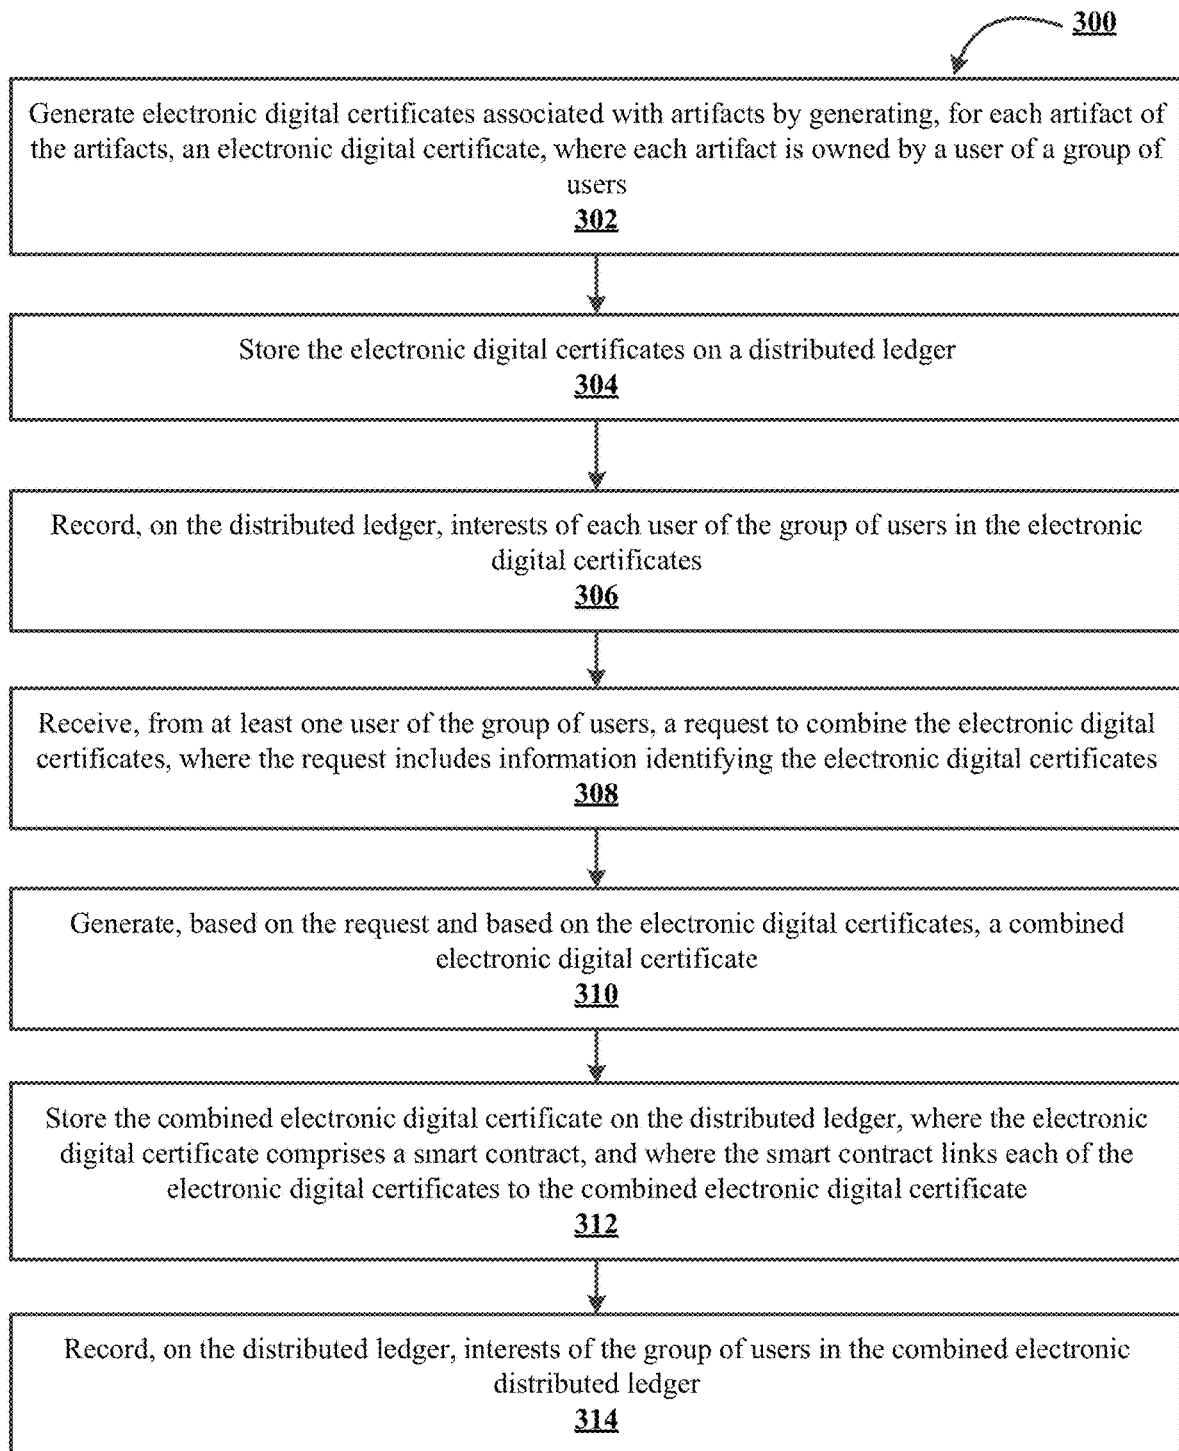 300
Generate electronic digital certificates associated with artifacts by generating, for each artifact of
the artifacts, an electronic digital certificate, where each artifact is owned by a user of a group of
users
302
Store the electronic digital certificates on a distributed ledger
304
Record, on the distributed ledger, interests of each user of the group of users in the electronic
digital certificates
306
Receive, from at least one user of the group of users, a request to combine the electronic digital
certificates, where the request includes information identifying the electronic digital certificates
308
Generate, based on the request and based on the electronic digital certificates, a combined
electronic digital certificate
310
Store the combined electronic digital certificate on the distributed ledger, where the electronic
digital certificate comprises a smart contract, and where the smart contract links each of the
electronic digital certificates to the combined electronic digital certificate
312
Record, on the distributed ledger, interests of the group of users in the combined electronic
distributed ledger
314